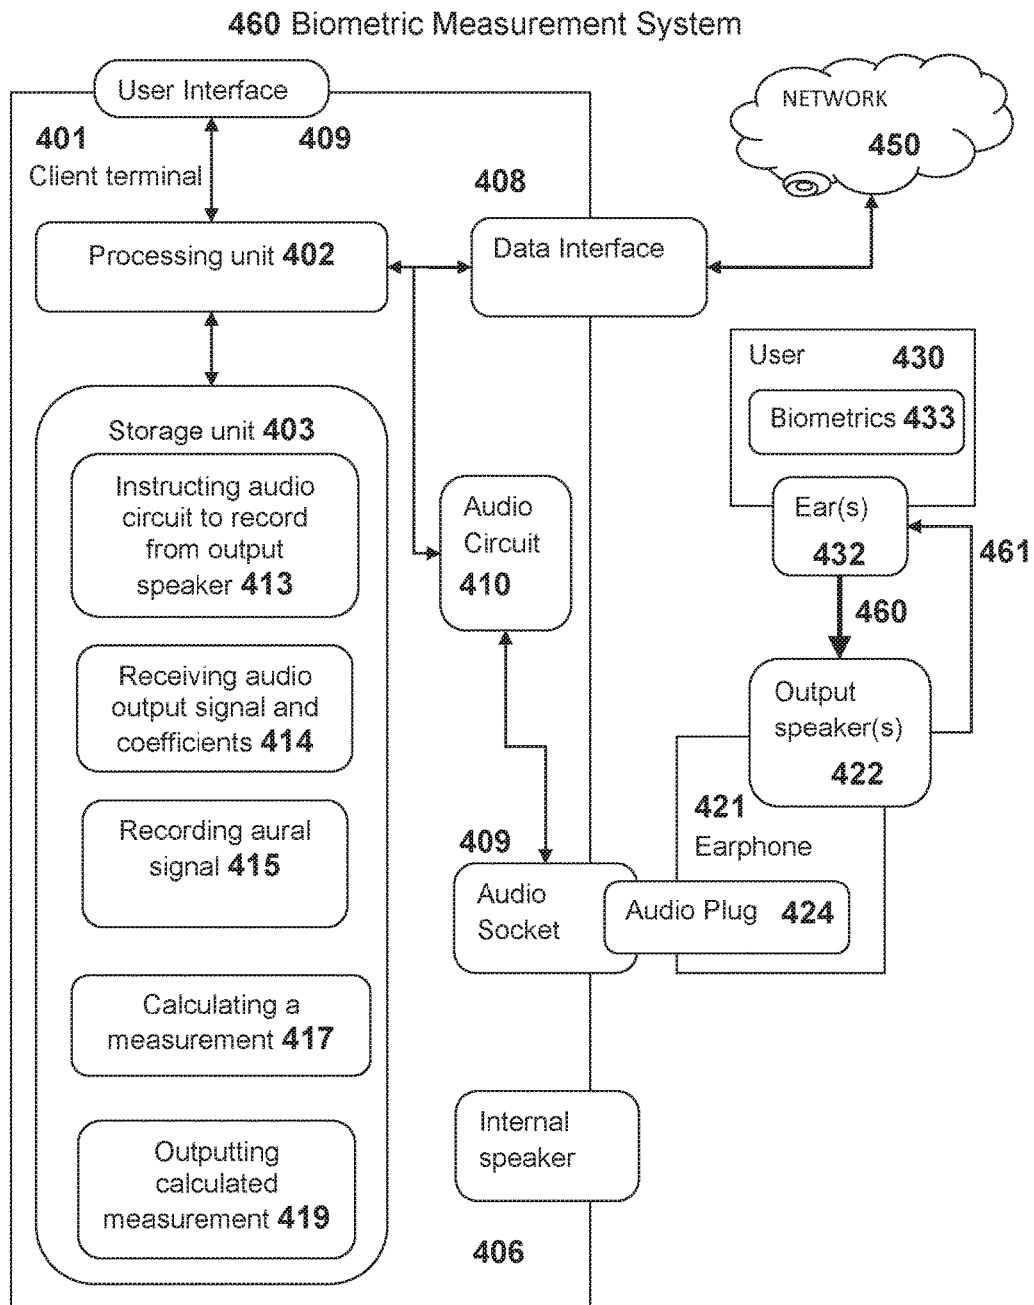 460 Biometric Measurement System
User Interface
401
409
Client terminal
NETWORK
450
408
Processing unit 402
Data Interface
User
430
Biometrics 433
Ear(s)
432
461
460
Storage unit 403
Instructing audio
circuit to record
from output
speaker 413
Audio
Circuit
410
Receiving audio
output signal and
coefficients 414
Output
speaker(s)
422
421
Earphone
Recording aural
signal 415
409
Audio
Socket
Audio Plug 424
Calculating a
measurement 417
Internal
speaker
406
Outputting
calculated
measurement 419